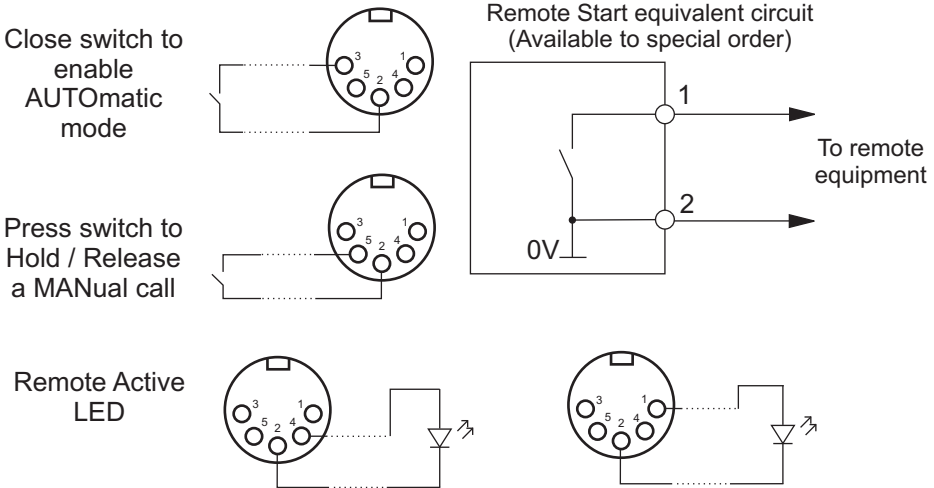 Close switch to
enable
AUTOmatic
mode
3 1
5 2 4
Remote Start equivalent circuit
(Available to special order)
1
2
0V
To remote
equipment
Press switch to
Hold / Release
a MANual call
3 1
5 2 4
Remote Active
LED
3 1
5 2 4
3 1
5 2 4